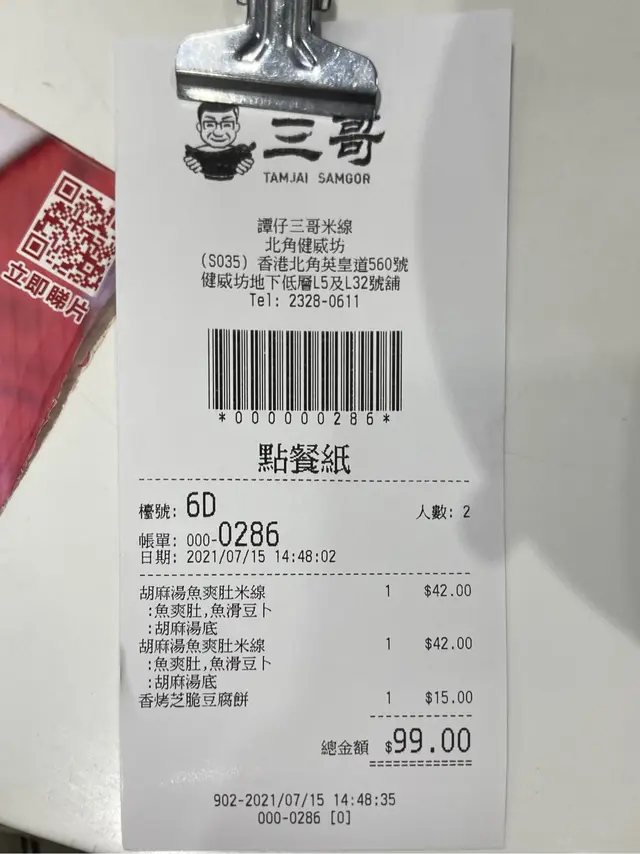 立即睇片
三哥
TAMJAI SAMGOR
譚仔三哥米線
北角健威坊
(S035) 香港北角英皇道560號
健威坊地下低層L5及L32號舖
Tel: 2328-0611
*000000286*
點餐紙
檯號: 6D 人數: 2
帳單: 000-0286
日期: 2021/07/15 14:48:02
胡麻湯魚爽肚米線 1 $42.00
:魚爽肚,魚滑豆卜
:胡麻湯底
胡麻湯魚爽肚米線 1 $42.00
:魚爽肚,魚滑豆卜
:胡麻湯底
香烤芝脆豆腐餅 1 $15.00
總金額 $99.00
902-2021/07/15 14:48:35
000-0286 [0]